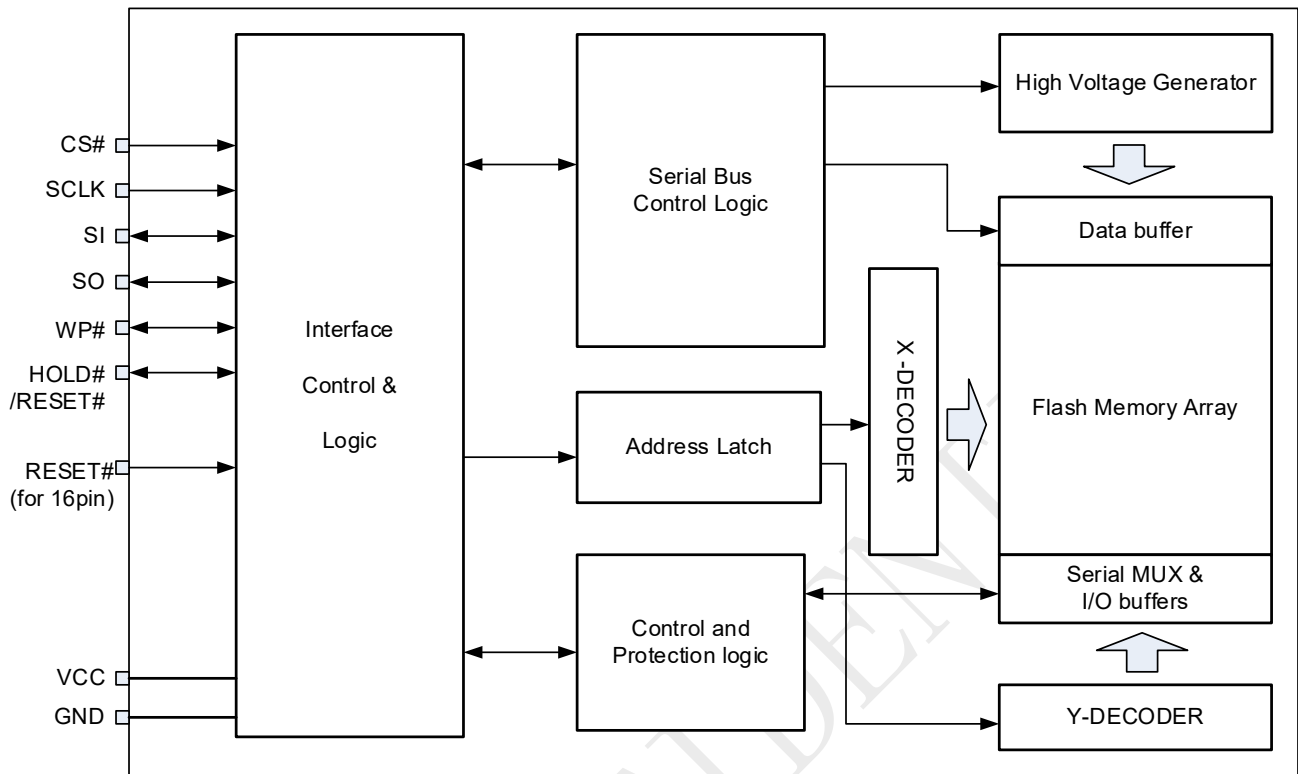 CS#
SCLK
SI
SO
WP#
HOLD#
/RESET#
RESET#
(for 16pin)
VCC
GND
Interface
Control &
Logic
Serial Bus
Control Logic
Address Latch
Control and
Protection logic
X-DECODER
High Voltage Generator
Data buffer
Flash Memory Array
Serial MUX &
I/O buffers
Y-DECODER